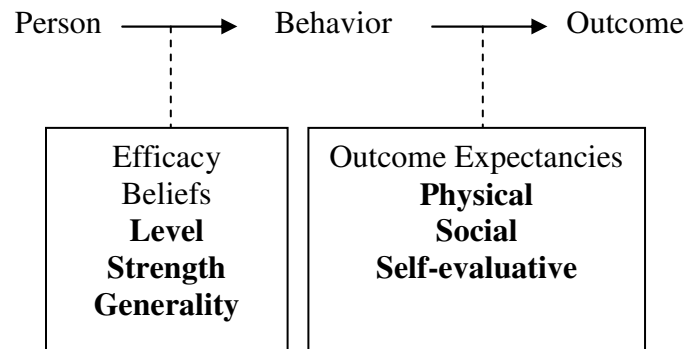 Person Behavior Outcome
Efficacy
Beliefs
Level
Strength
Generality
Outcome Expectancies
Physical
Social
Self-evaluative